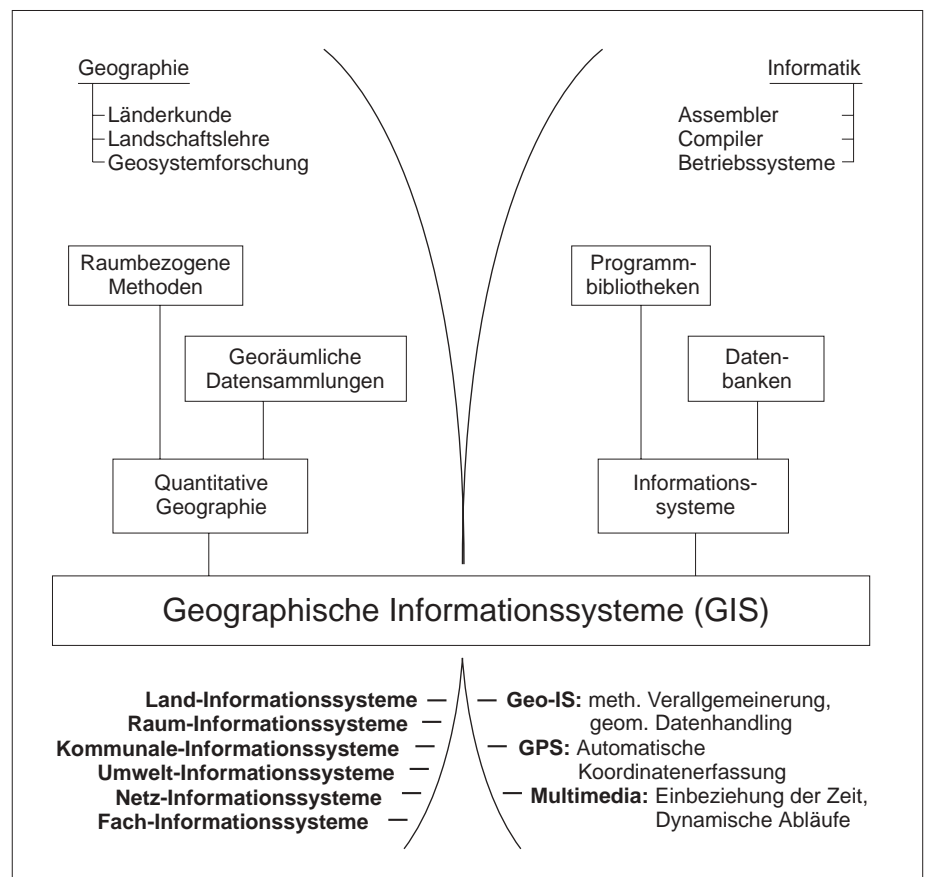 Geographie
Länderkunde
Landschaftslehre
Geosystemforschung
Informatik
Assembler
Compiler
Betriebssysteme
Raumbezogene
Methoden
Georäumliche
Datensammlungen
Quantitative
Geographie
Programm-
bibliotheken
Daten-
banken
Informations-
systeme
Geographische Informationssysteme (GIS)
Land-Informationssysteme
Raum-Informationssysteme
Kommunale-Informationssysteme
Umwelt-Informationssysteme
Netz-Informationssysteme
Fach-Informationssysteme
Geo-IS: meth. Verallgemeinerung,
geom. Datenhandling
GPS: Automatische
Koordinatenerfassung
Multimedia: Einbeziehung der Zeit,
Dynamische Abläufe